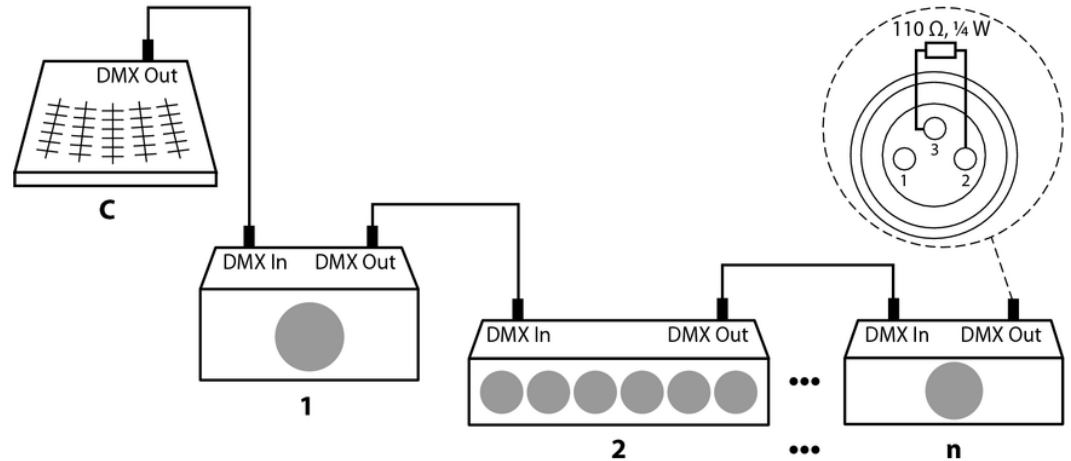 110 Ω, ¼ W
DMX Out
3
1
2
C
DMX In
DMX Out
1
DMX In
DMX Out
•••
DMX In
DMX Out
2
•••
n